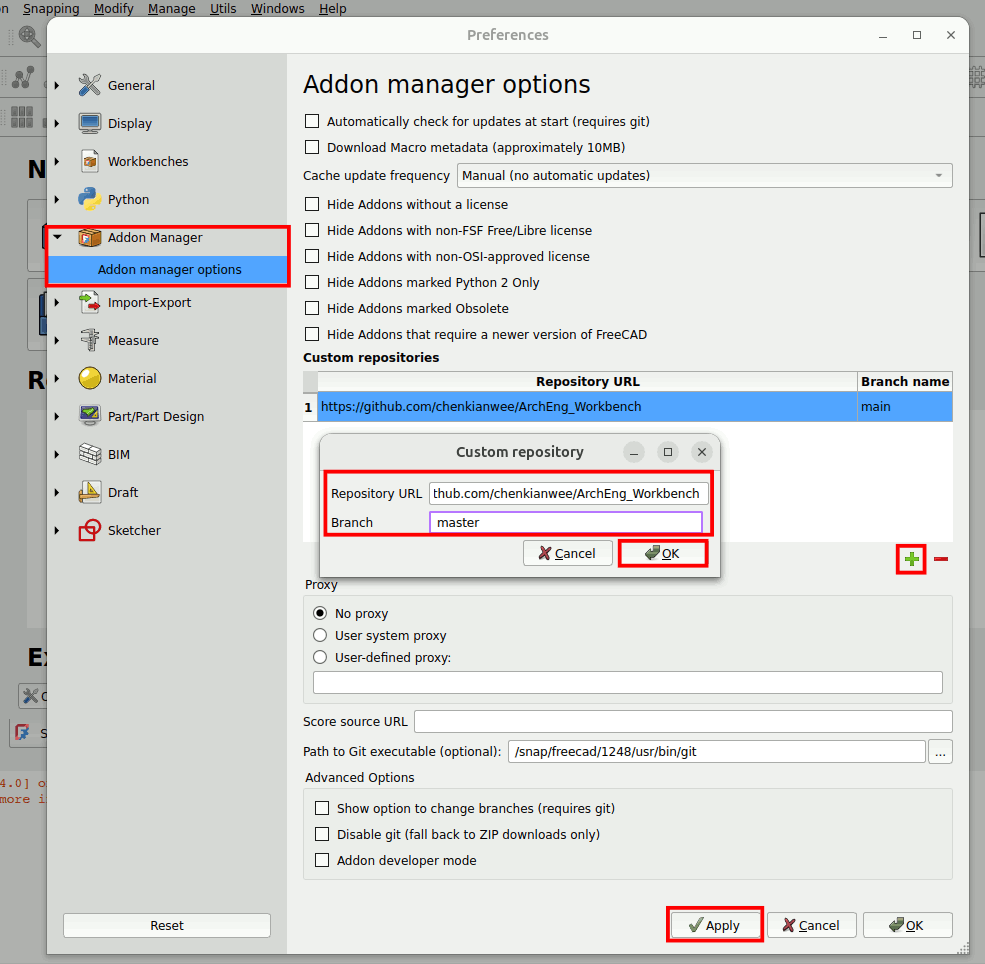 Snapping Modify Manage Utils Windows Help
Preferences
General
Display
Workbenches
Python
Addon Manager
Addon manager options
Import-Export
Measure
Material
Part/Part Design
BIM
Draft
Sketcher
Reset
Addon manager options
Automatically check for updates at start (requires git)
Download Macro metadata (approximately 10MB)
Cache update frequency Manual (no automatic updates)
Hide Addons without a license
Hide Addons with non-FSF Free/Libre license
Hide Addons with non-OSI-approved license
Hide Addons marked Python 2 Only
Hide Addons marked Obsolete
Hide Addons that require a newer version of FreeCAD
Custom repositories
Repository URL Branch name
1 https://github.com/chenkianwee/ArchEng_Workbench main
Custom repository
Repository URL thub.com/chenkianwee/ArchEng_Workbench
Branch master
Cancel OK
Proxy
No proxy
User system proxy
User-defined proxy:
Score source URL
Path to Git executable (optional): /snap/freecad/1248/usr/bin/git ...
Advanced Options
Show option to change branches (requires git)
Disable git (fall back to ZIP downloads only)
Addon developer mode
Apply Cancel OK
4.0]
more